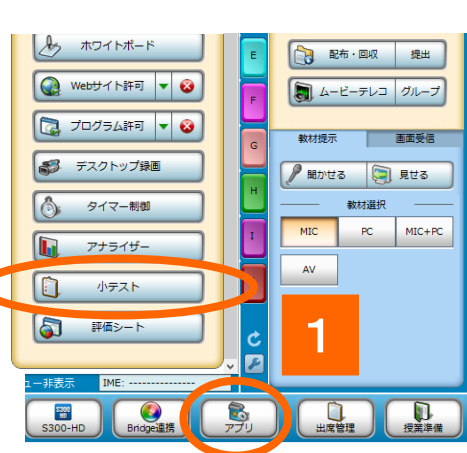 ホワイトボード
Webサイト許可
プログラム許可
デスクトップ録画
タイマー制御
アナライザー
小テスト
評価シート
E
F
G
H
I
配布・回収 提出
ムービーテレコ グループ
教材提示 画面受信
聞かせる 見せる
教材選択
MIC PC MIC+PC
AV
1
ュー非表示 IME: ---------------
S300-HD Bridge連携 アプリ 出席管理 授業準備